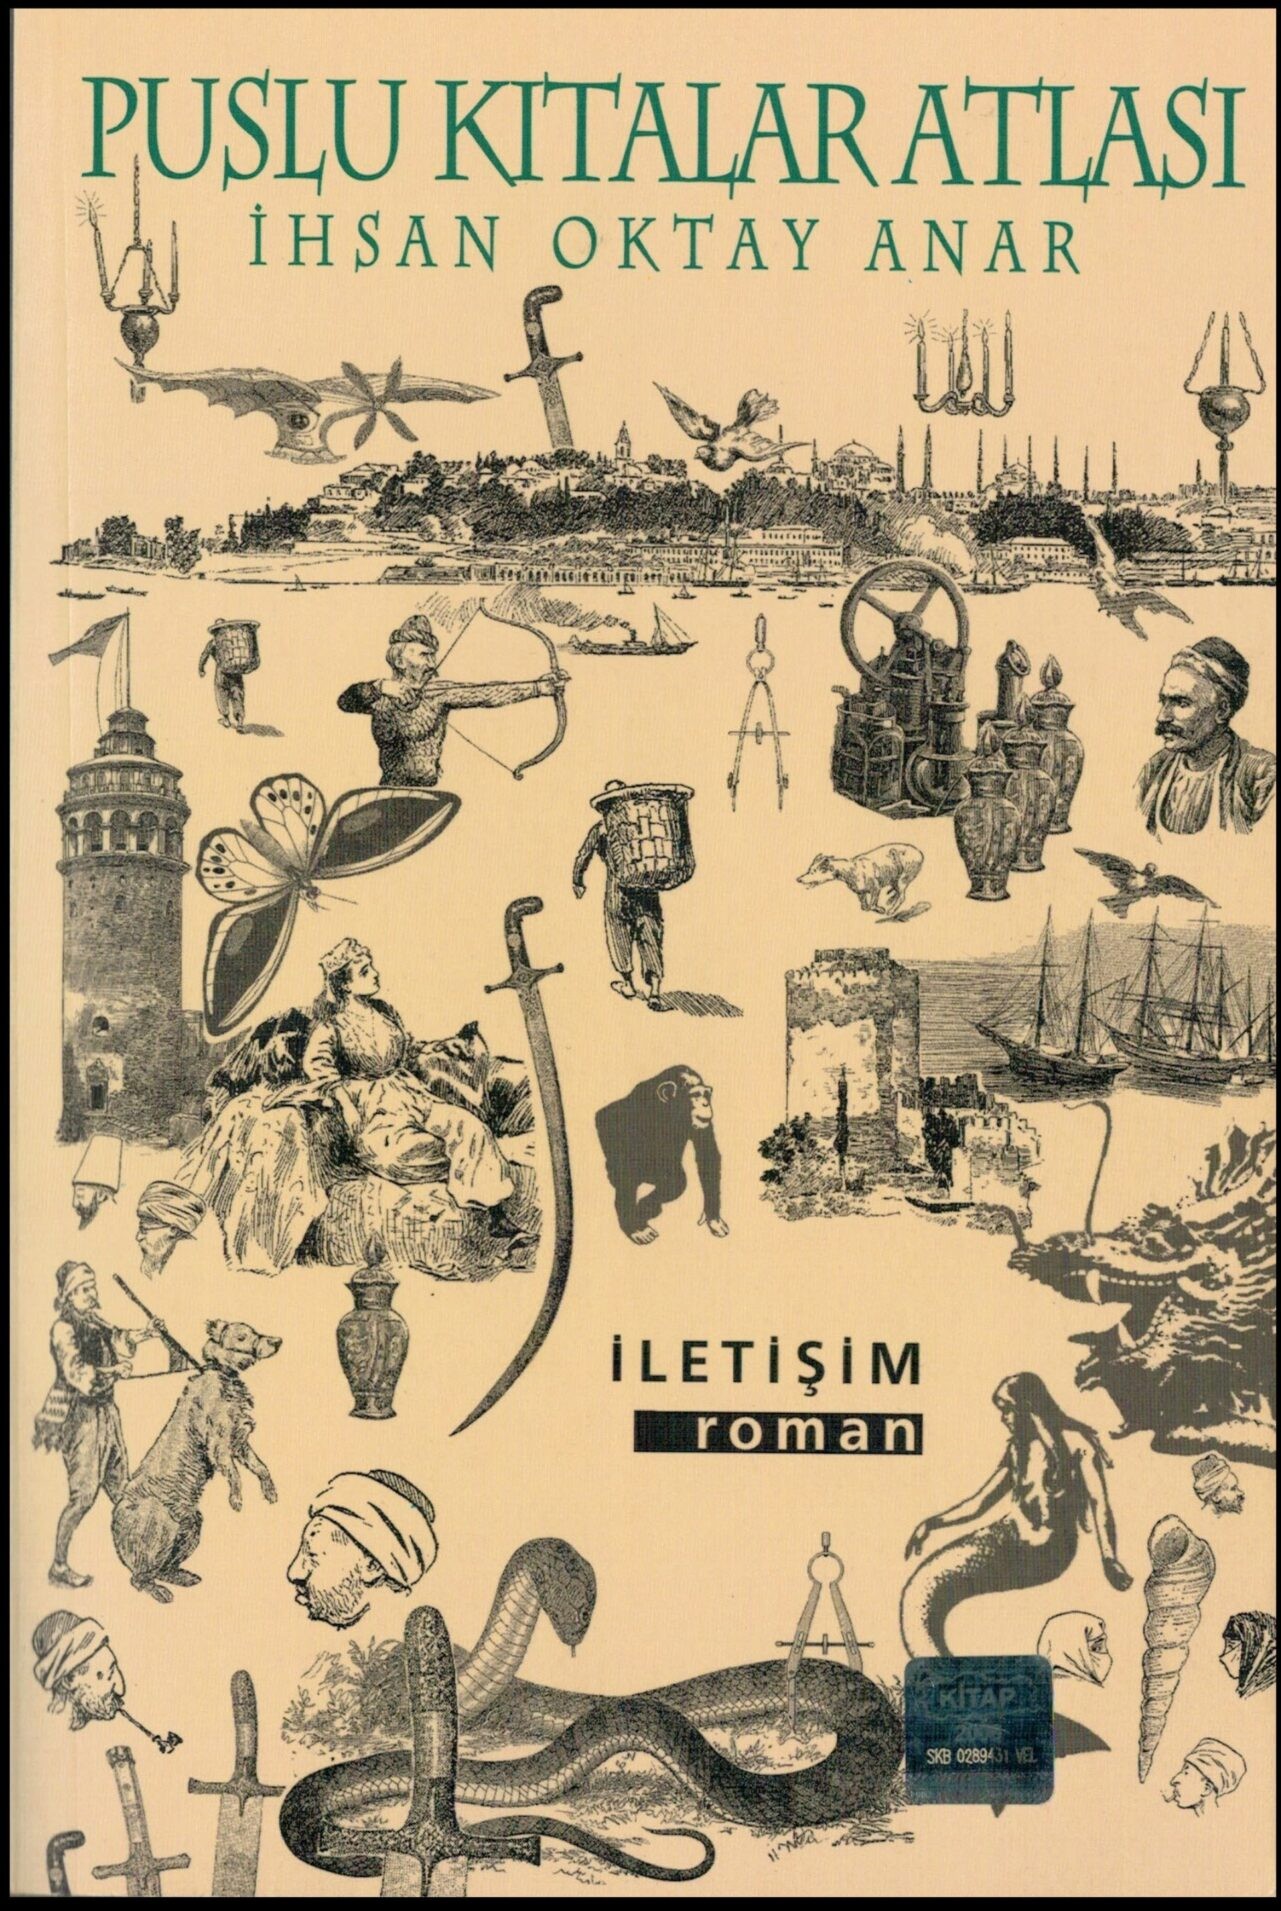 PUSLU KITALAR ATLASI
İHSAN OKTAY ANAR
İLETİŞİM
roman
KİTAP
SKB 0289431 VEL